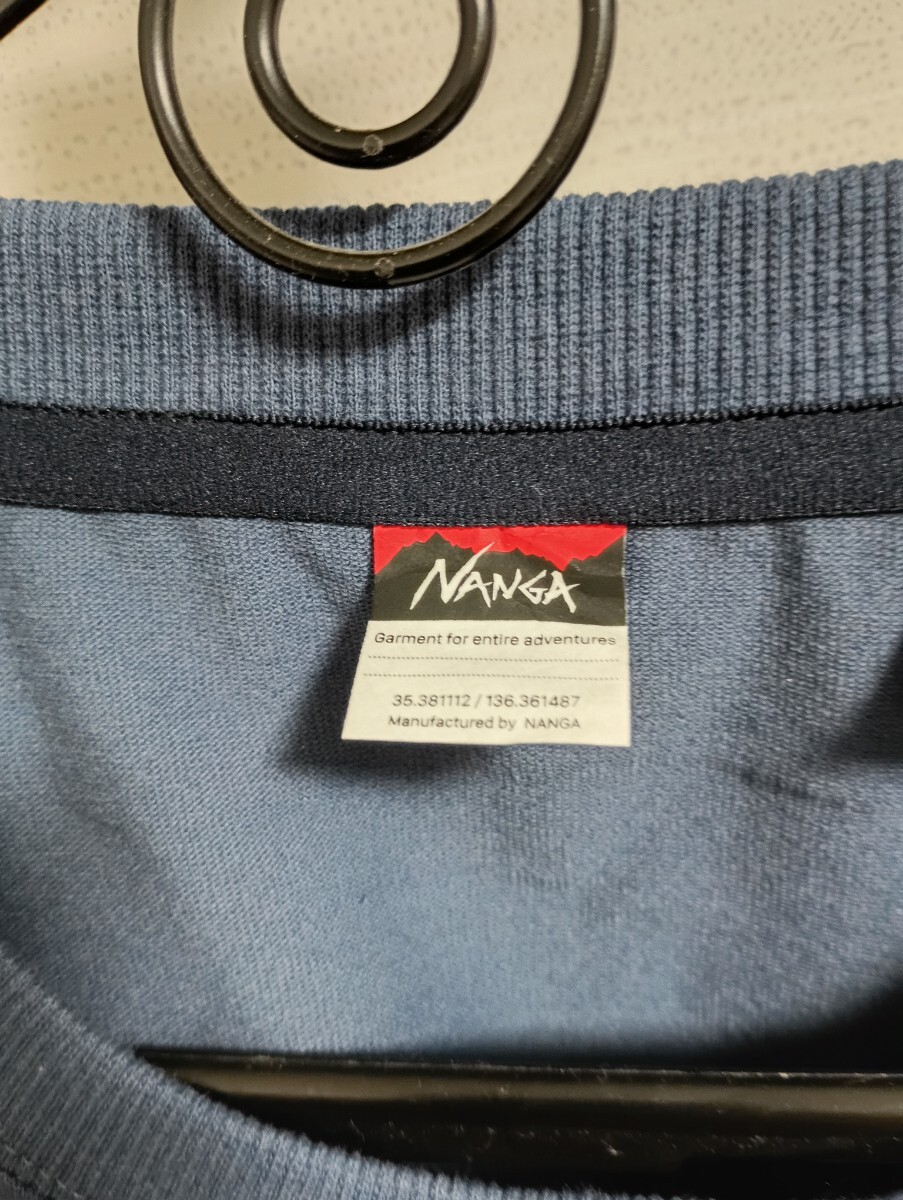 NANGA
Garment for entire adventures
35.381112 / 136.361487
Manufactured by NANGA